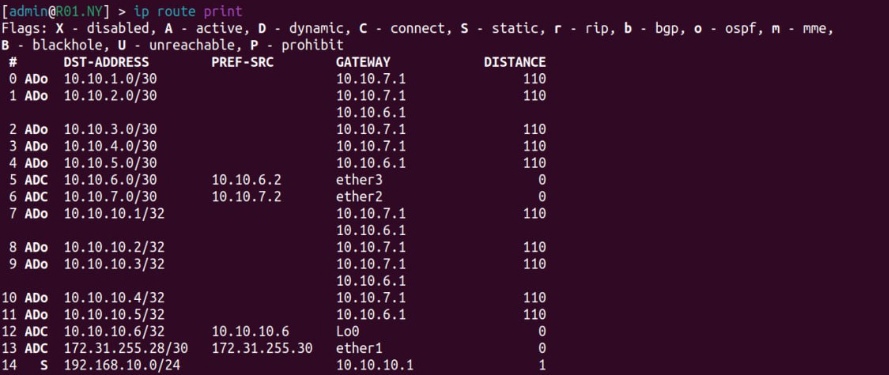 [admin@R01.NY] > ip route print
Flags: X - disabled, A - active, D - dynamic, C - connect, S - static, r - rip, b - bgp, o - ospf, m - mme,
B - blackhole, U - unreachable, P - prohibit
 #      DST-ADDRESS        PREF-SRC        GATEWAY            DISTANCE
 0 ADo  10.10.1.0/30                       10.10.7.1               110
 1 ADo  10.10.2.0/30                       10.10.7.1               110
                                           10.10.6.1
 2 ADo  10.10.3.0/30                       10.10.7.1               110
 3 ADo  10.10.4.0/30                       10.10.7.1               110
 4 ADo  10.10.5.0/30                       10.10.6.1               110
 5 ADC  10.10.6.0/30       10.10.6.2       ether3                    0
 6 ADC  10.10.7.0/30       10.10.7.2       ether2                    0
 7 ADo  10.10.10.1/32                      10.10.7.1               110
                                           10.10.6.1
 8 ADo  10.10.10.2/32                      10.10.7.1               110
 9 ADo  10.10.10.3/32                      10.10.7.1               110
                                           10.10.6.1
10 ADo  10.10.10.4/32                      10.10.7.1               110
11 ADo  10.10.10.5/32                      10.10.6.1               110
12 ADC  10.10.10.6/32      10.10.10.6      Lo0                       0
13 ADC  172.31.255.28/30   172.31.255.30   ether1                    0
14   S  192.168.10.0/24                    10.10.10.1                1